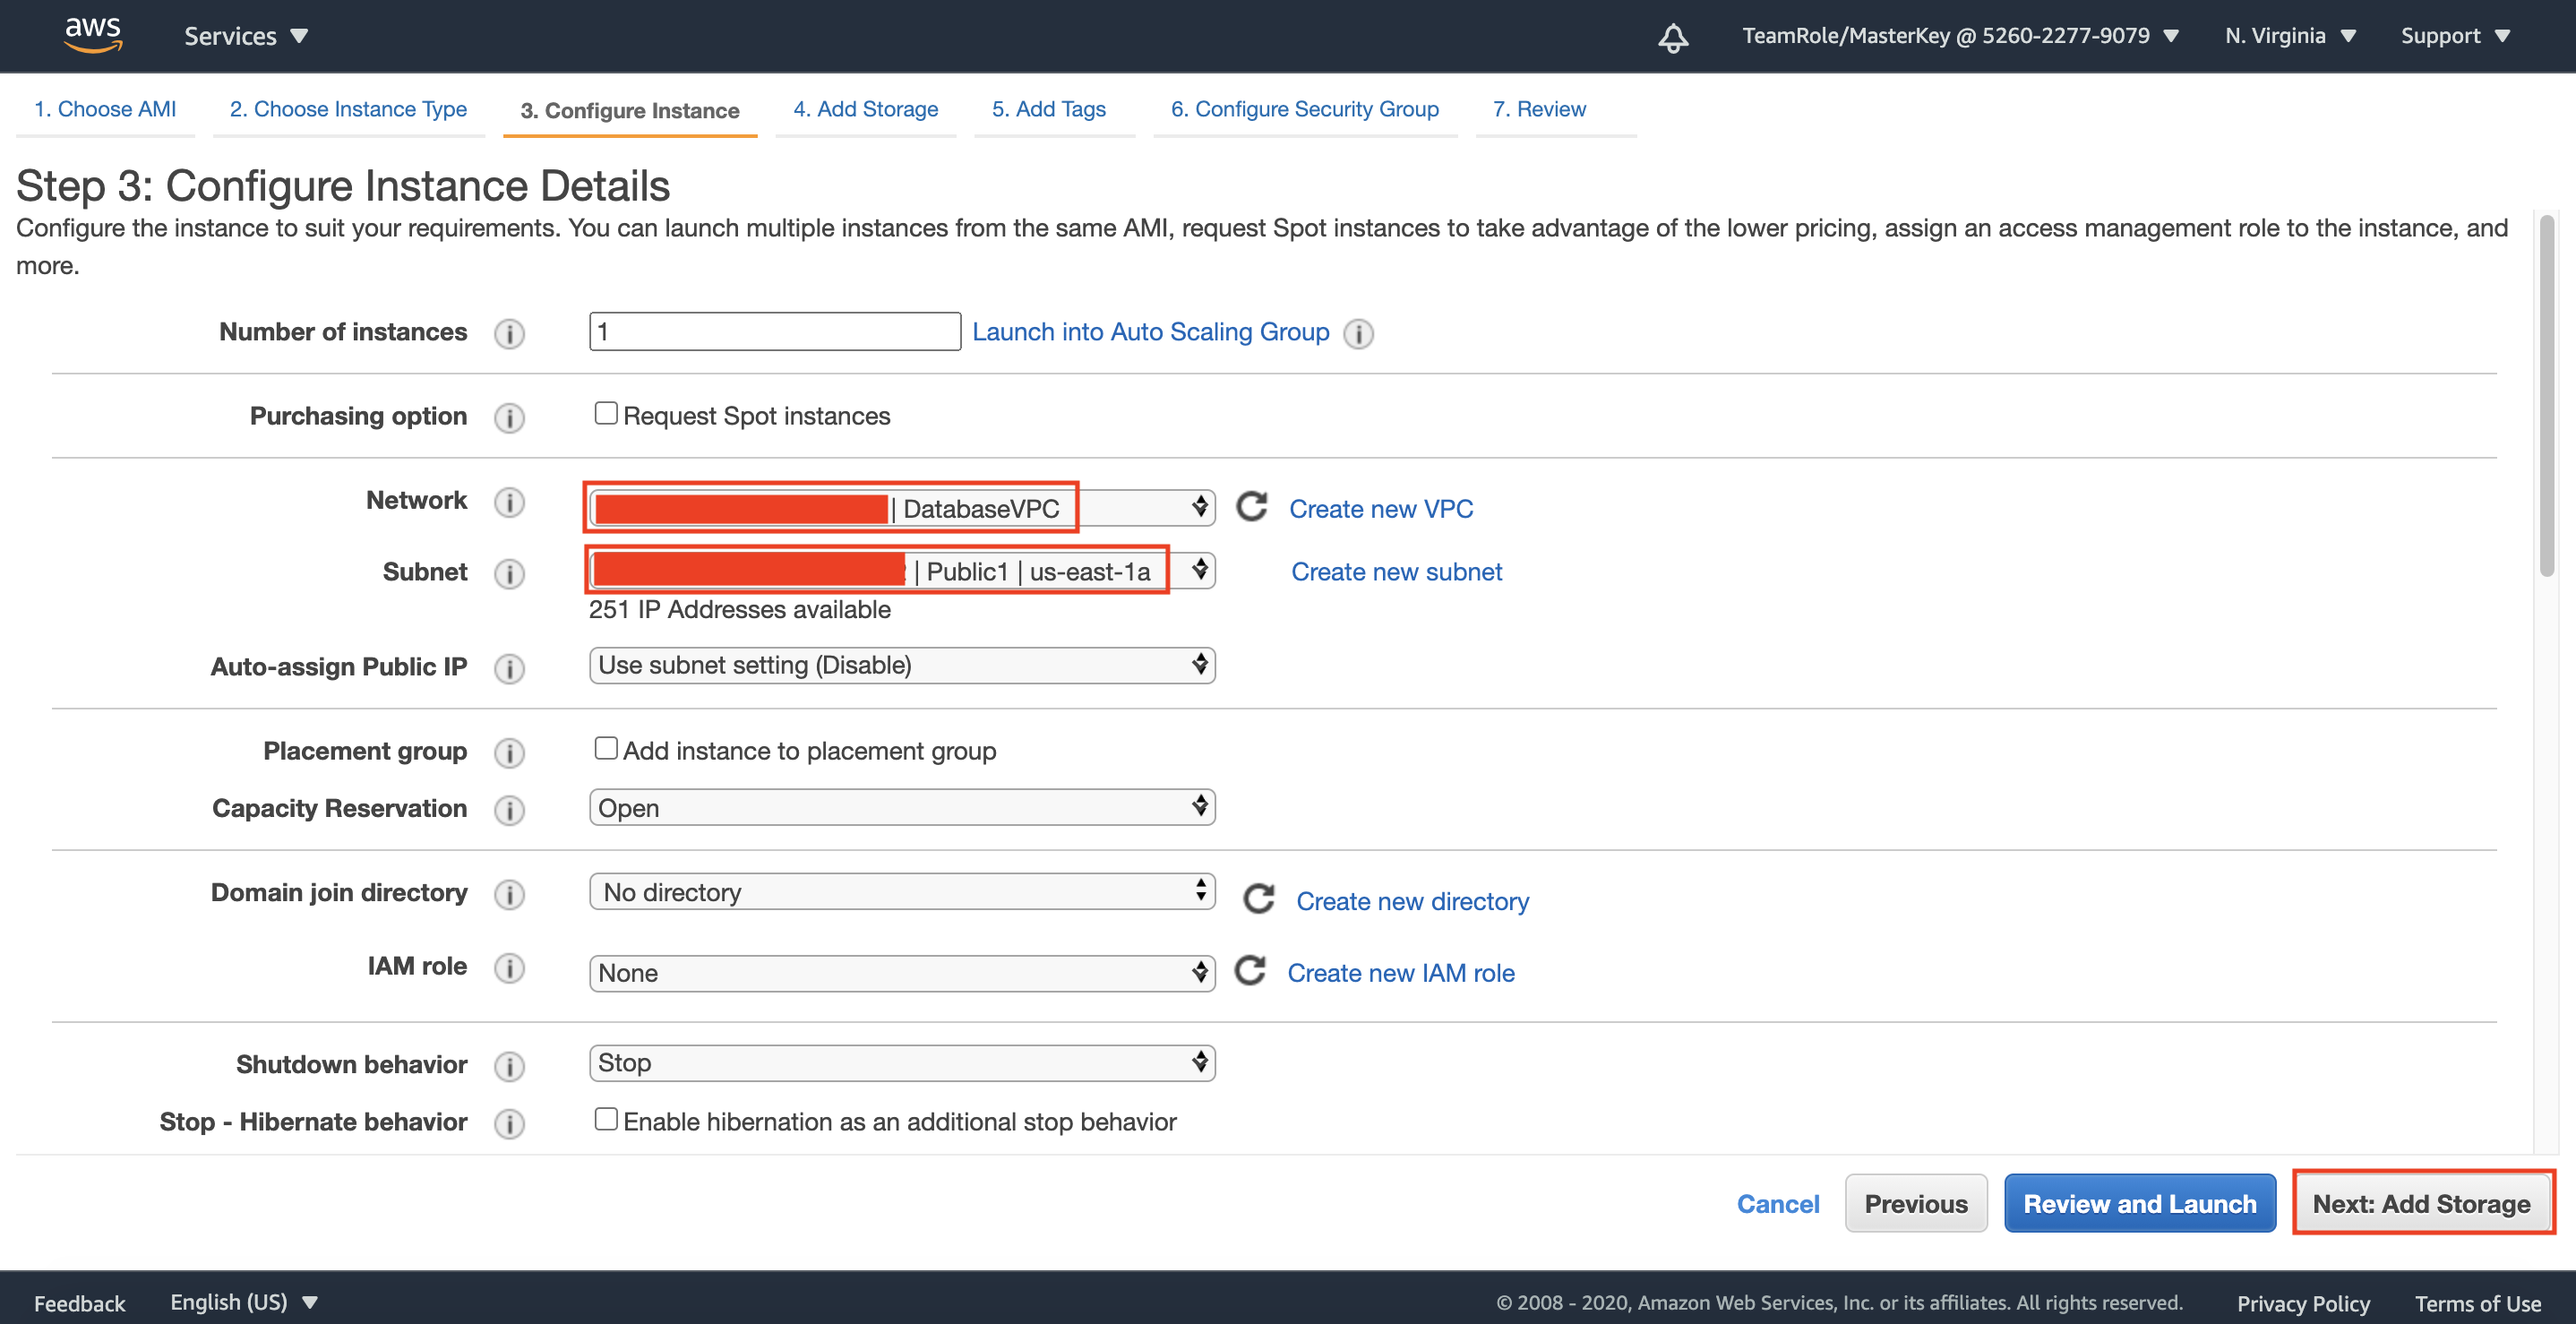 aws
Services
TeamRole/MasterKey @ 5260-2277-9079
N. Virginia
Support
1. Choose AMI
2. Choose Instance Type
3. Configure Instance
4. Add Storage
5. Add Tags
6. Configure Security Group
7. Review
Step 3: Configure Instance Details
Configure the instance to suit your requirements. You can launch multiple instances from the same AMI, request Spot instances to take advantage of the lower pricing, assign an access management role to the instance, and
more.
Number of instances
1
Launch into Auto Scaling Group
Purchasing option
Request Spot instances
Network
| DatabaseVPC
Create new VPC
Subnet
| Public1 | us-east-1a
Create new subnet
251 IP Addresses available
Auto-assign Public IP
Use subnet setting (Disable)
Placement group
Add instance to placement group
Capacity Reservation
Open
Domain join directory
No directory
Create new directory
IAM role
None
Create new IAM role
Shutdown behavior
Stop
Stop - Hibernate behavior
Enable hibernation as an additional stop behavior
Cancel
Previous
Review and Launch
Next: Add Storage
Feedback
English (US)
© 2008 - 2020, Amazon Web Services, Inc. or its affiliates. All rights reserved.
Privacy Policy
Terms of Use